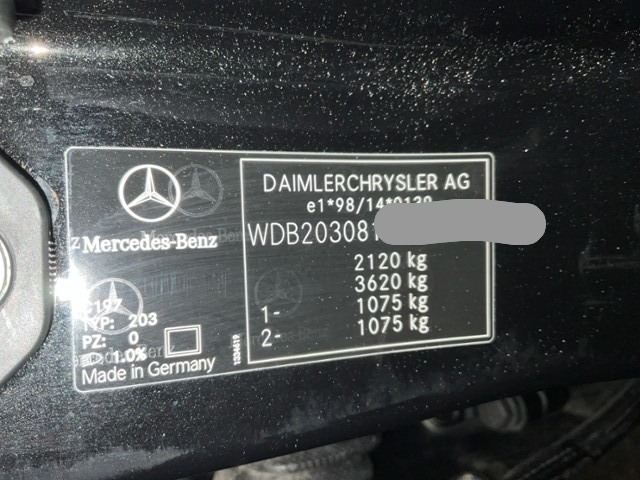 Mercedes-Benz
DAIMLERCHRYSLER AG
e1*98/14*0139
WDB203081
2120 kg
3620 kg
1- 1075 kg
2- 1075 kg
C197
TYP: 203
PZ: 0
1.0%
Made in Germany